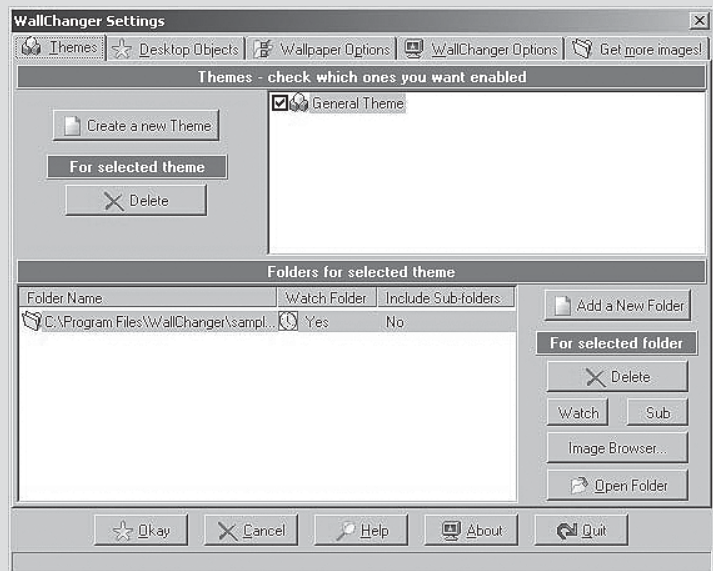 WallChanger Settings
Themes Desktop Objects Wallpaper Options WallChanger Options Get more images!
Themes - check which ones you want enabled
Create a new Theme
General Theme
For selected theme
Delete
Folders for selected theme
Folder Name Watch Folder Include Sub-folders
C:\Program Files\WallChanger\sampl... Yes No
Add a New Folder
For selected folder
Delete
Watch Sub
Image Browser...
Open Folder
Okay Cancel Help About Quit